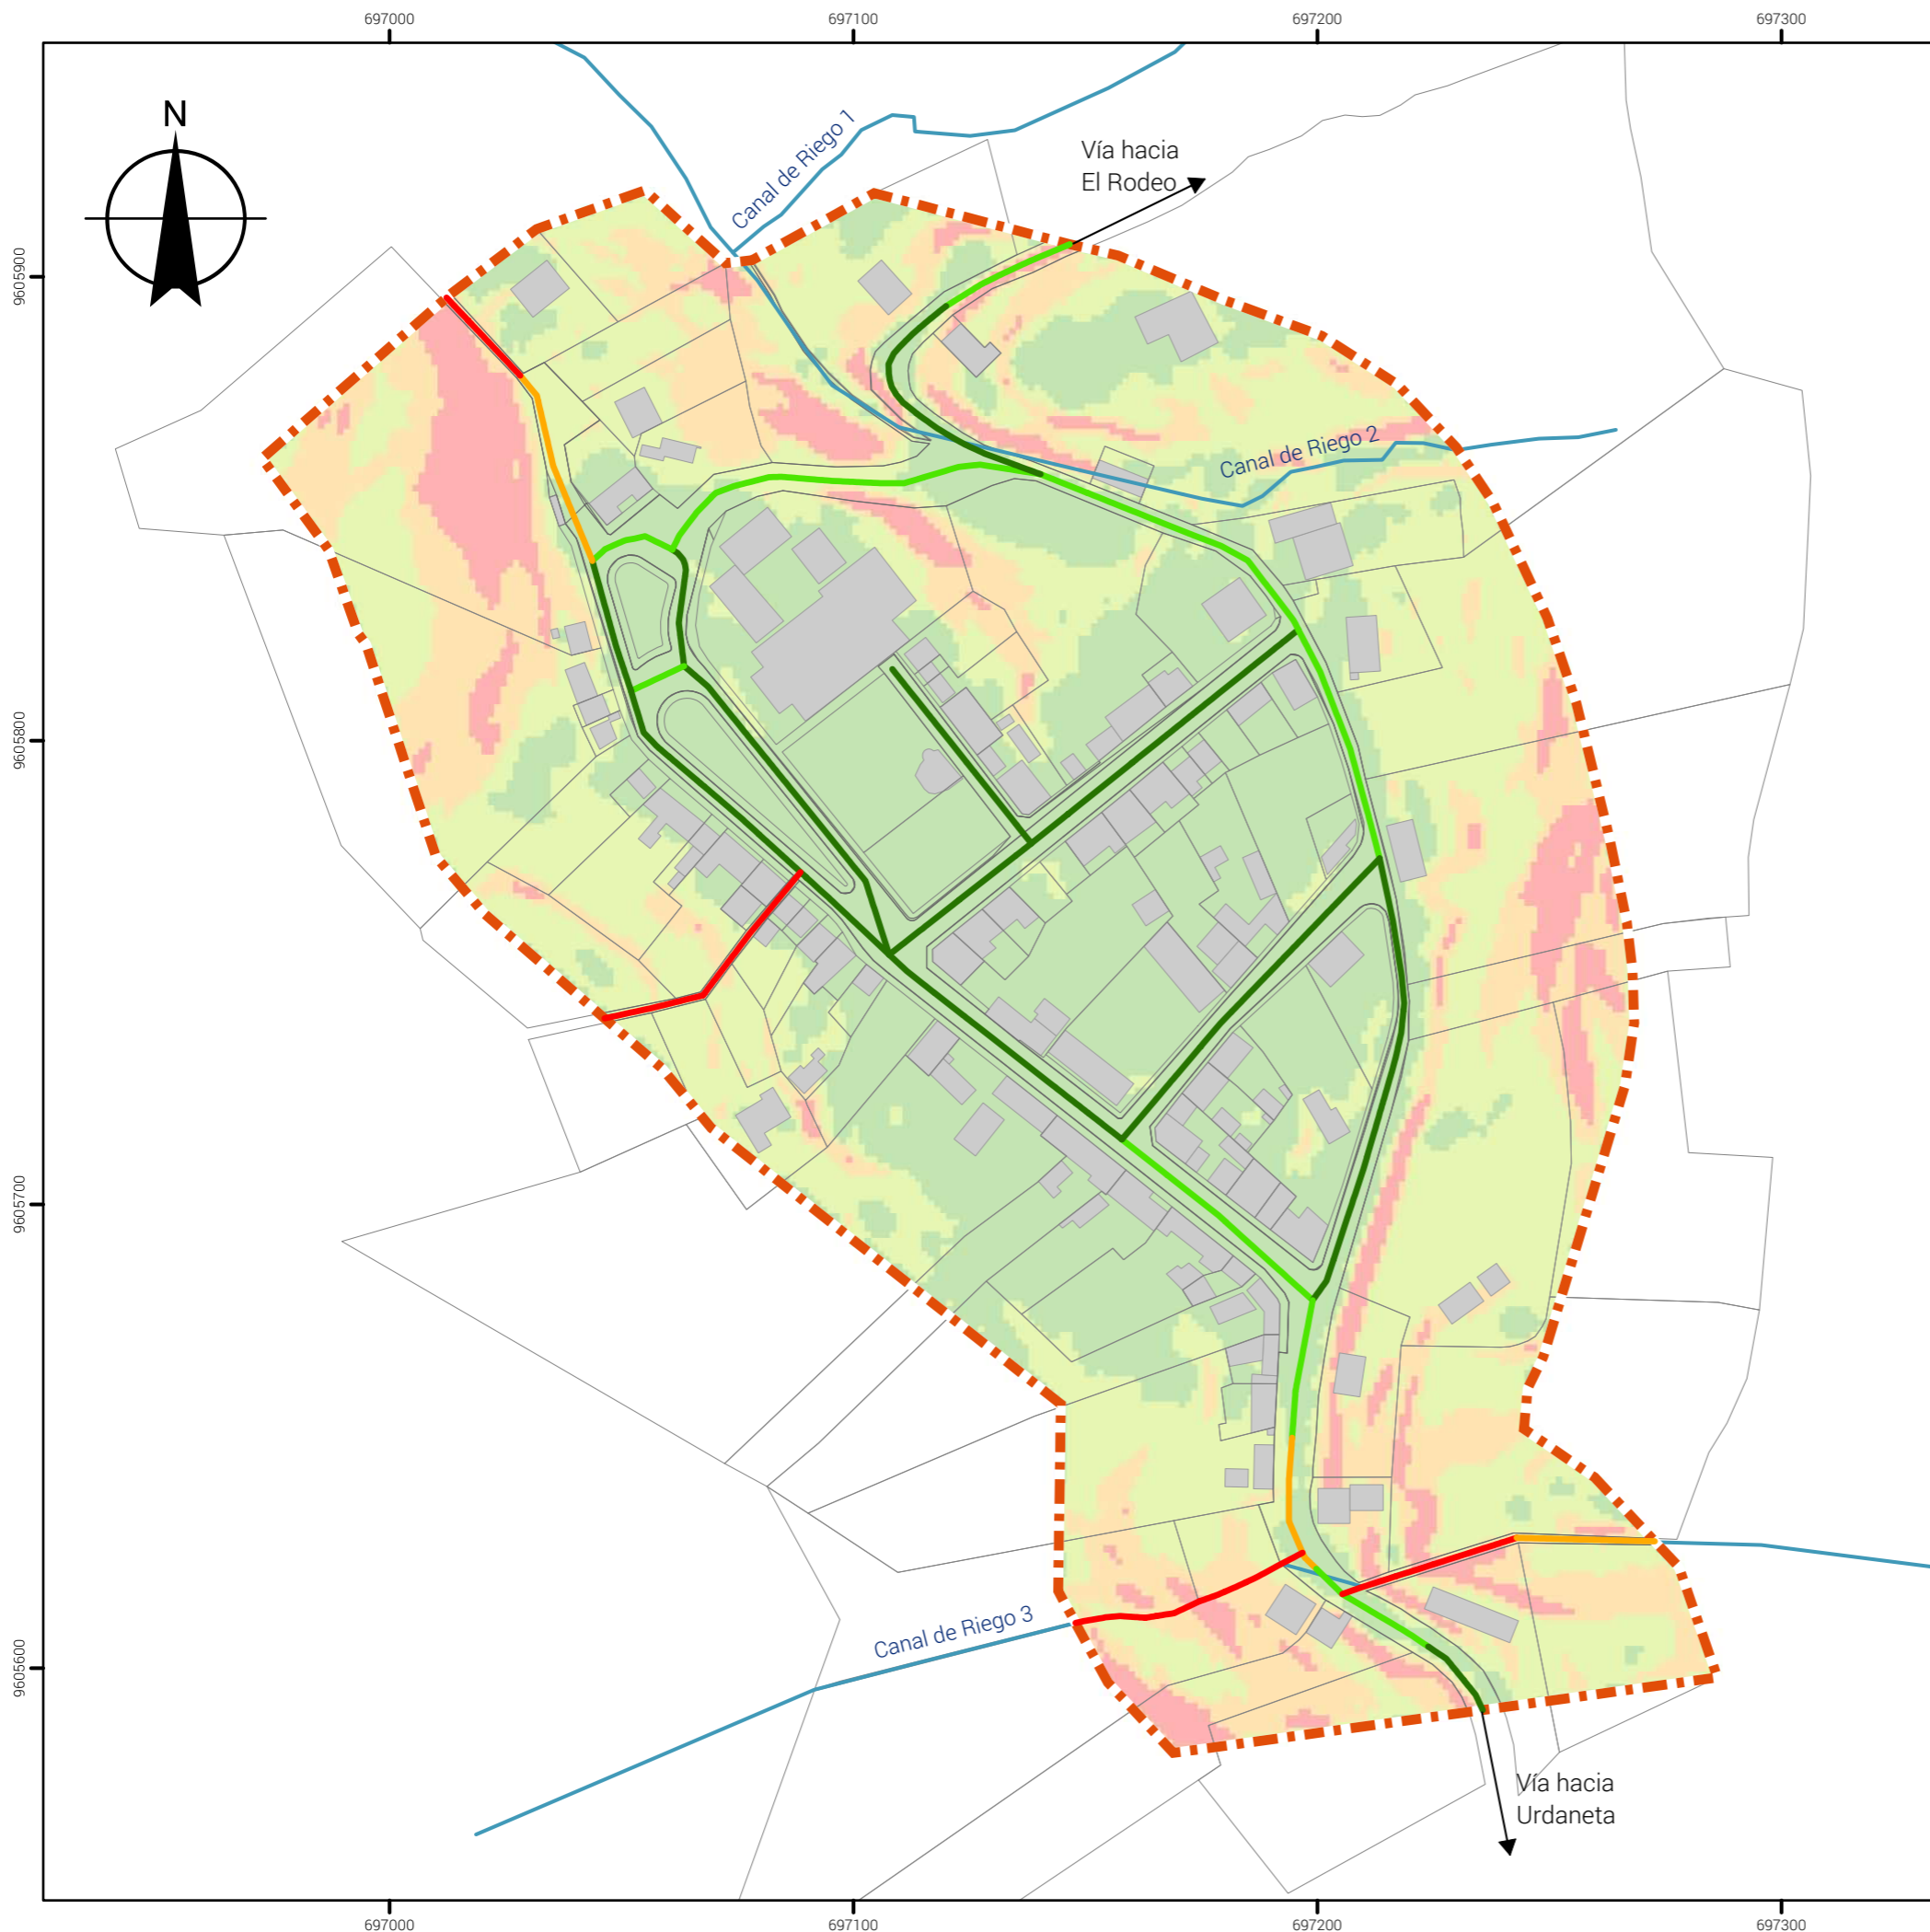 697000
697100
697200
697300
N
Canal de Riego 1
Vía hacia
El Rodeo
9605900
Canal de Riego 2
9605800
9605700
Canal de Riego 3
9605600
Vía hacia
Urdaneta
697000
697100
697200
697300